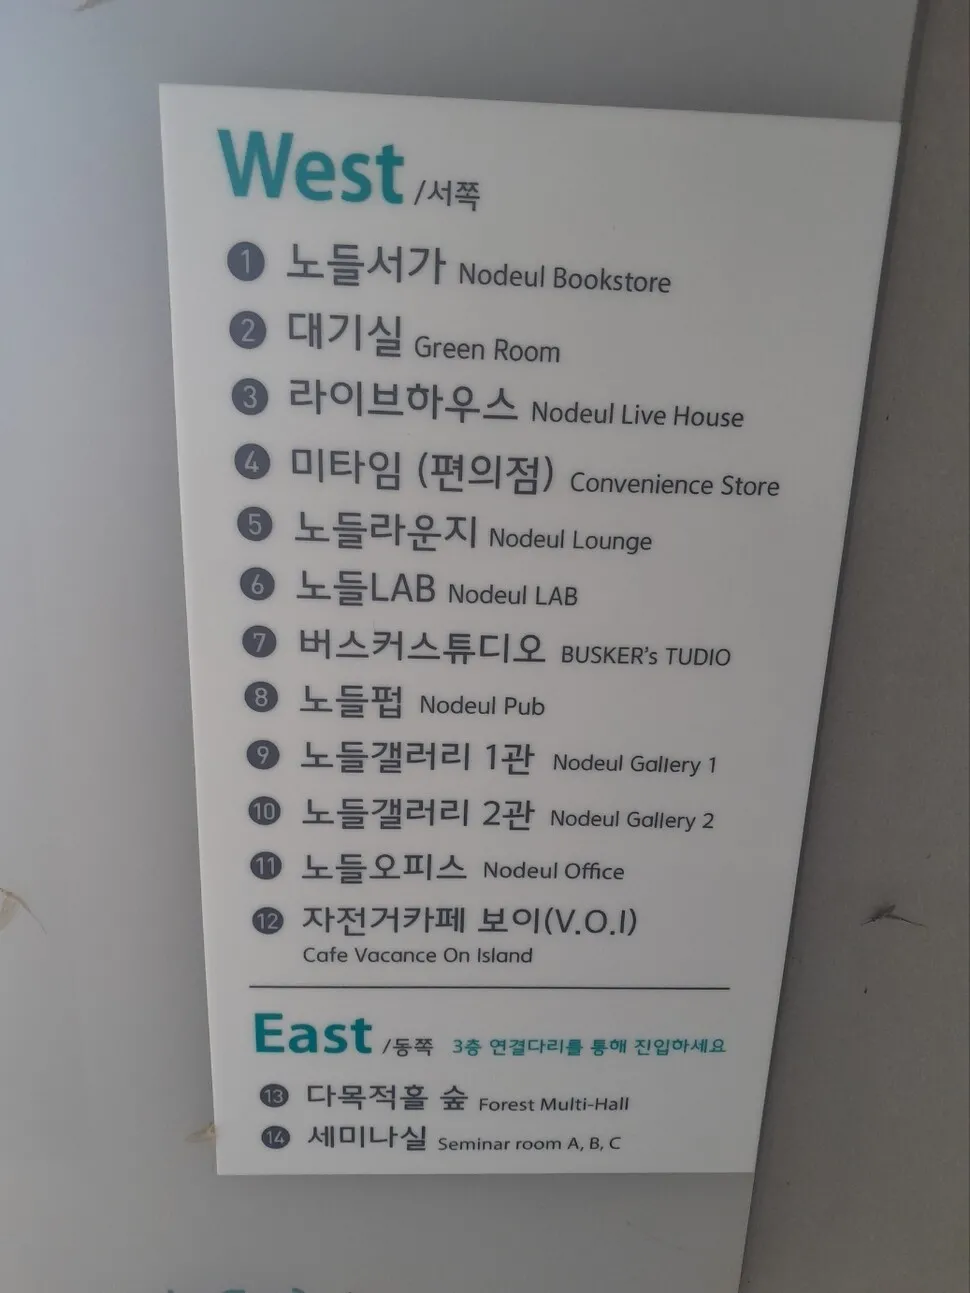 West /서쪽
1 노들서가 Nodeul Bookstore
2 대기실 Green Room
3 라이브하우스 Nodeul Live House
4 미타임 (편의점) Convenience Store
5 노들라운지 Nodeul Lounge
6 노들LAB Nodeul LAB
7 버스커스튜디오 BUSKER's TUDIO
8 노들펍 Nodeul Pub
9 노들갤러리 1관 Nodeul Gallery 1
10 노들갤러리 2관 Nodeul Gallery 2
11 노들오피스 Nodeul Office
12 자전거카페 보이(V.O.I)
Cafe Vacance On Island
East /동쪽 3층 연결다리를 통해 진입하세요
13 다목적홀 숲 Forest Multi-Hall
14 세미나실 Seminar room A, B, C